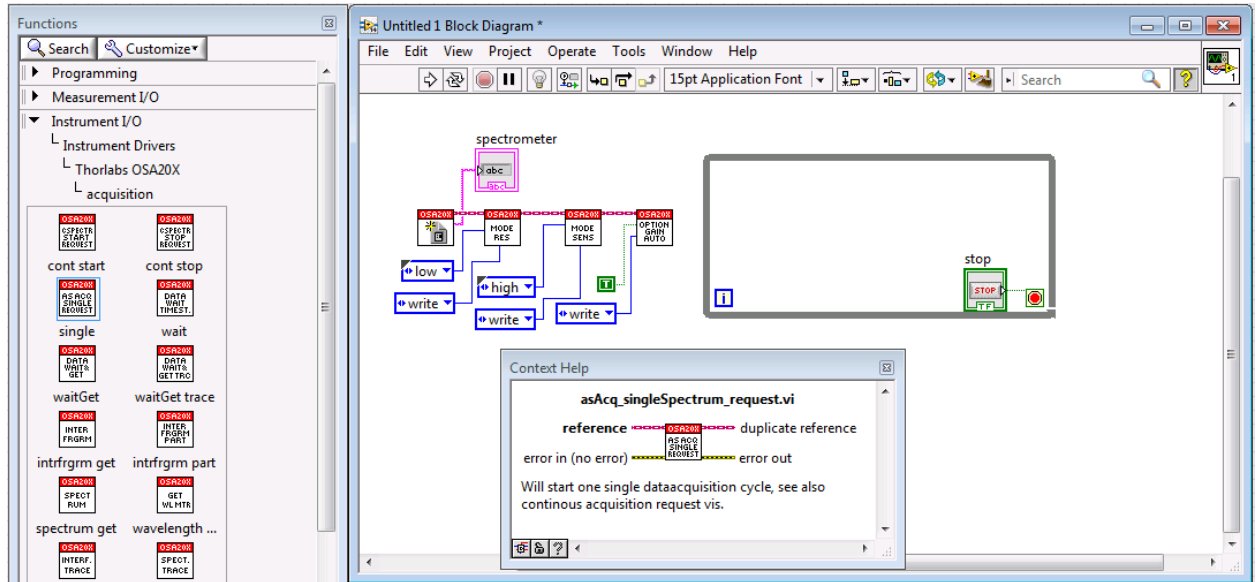 Functions
Search Customize
Programming
Measurement I/O
Instrument I/O
Instrument Drivers
Thorlabs OSA20X
acquisition
OSA20X OSA20X
CSPECTR CSPECTR
START STOP
REQUEST REQUEST
cont start cont stop
OSA20X OSA20X
AS ACQ DATA
SINGLE WAIT
REQUEST TIMEST.
single wait
OSA20X OSA20X
DATA DATA
WAIT& WAIT&
GET GET TRC
waitGet waitGet trace
OSA20X OSA20X
INTER INTER
FRGRM FRGRM
PART
intrfrgrm get intrfrgrm part
OSA20X OSA20X
SPECT GET
RUM WL MTR
spectrum get wavelength ...
OSA20X OSA20X
INTERF. SPECT.
TRACE TRACE
Untitled 1 Block Diagram *
File Edit View Project Operate Tools Window Help
15pt Application Font Search
1
spectrometer
abc
abc
OSA20X OSA20X OSA20X OSA20X
MODE MODE OPTION
RES SENS GAIN
AUTO
low
high
T
write
write
write
stop
STOP
TF
i
Context Help
asAcq_singleSpectrum_request.vi
reference OSA20X duplicate reference
AS ACQ
SINGLE
REQUEST
error in (no error) error out
Will start one single dataacquisition cycle, see also
continous acquisition request vis.
?